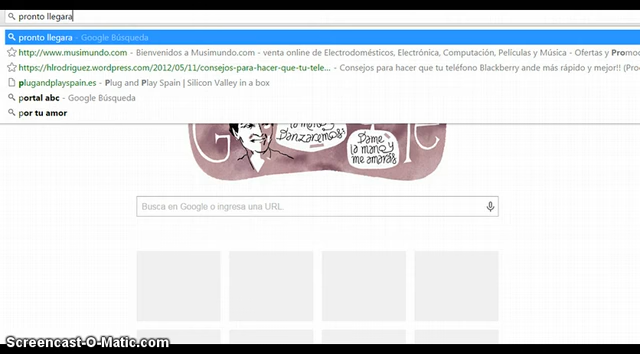 pronto llegara
pronto llegara - Google Búsqueda
http://www.musimundo.com - Bienvenidos a Musimundo.com - venta online de Electrodomésticos, Electrónica, Computación, Películas y Música - Ofertas y Promo
https://hlrodriguez.wordpress.com/2012/05/11/consejos-para-hacer-que-tu-tele... - Consejos para hacer que tu teléfono Blackberry ande más rápido y mejor!! (Proc
plugandplayspain.es - Plug and Play Spain | Silicon Valley in a box
portal abc - Google Búsqueda
por tu amor
la mano
Danzaremos;
Dame
la mano y
me amarás
Busca en Google o ingresa una URL
Screencast-O-Matic.com